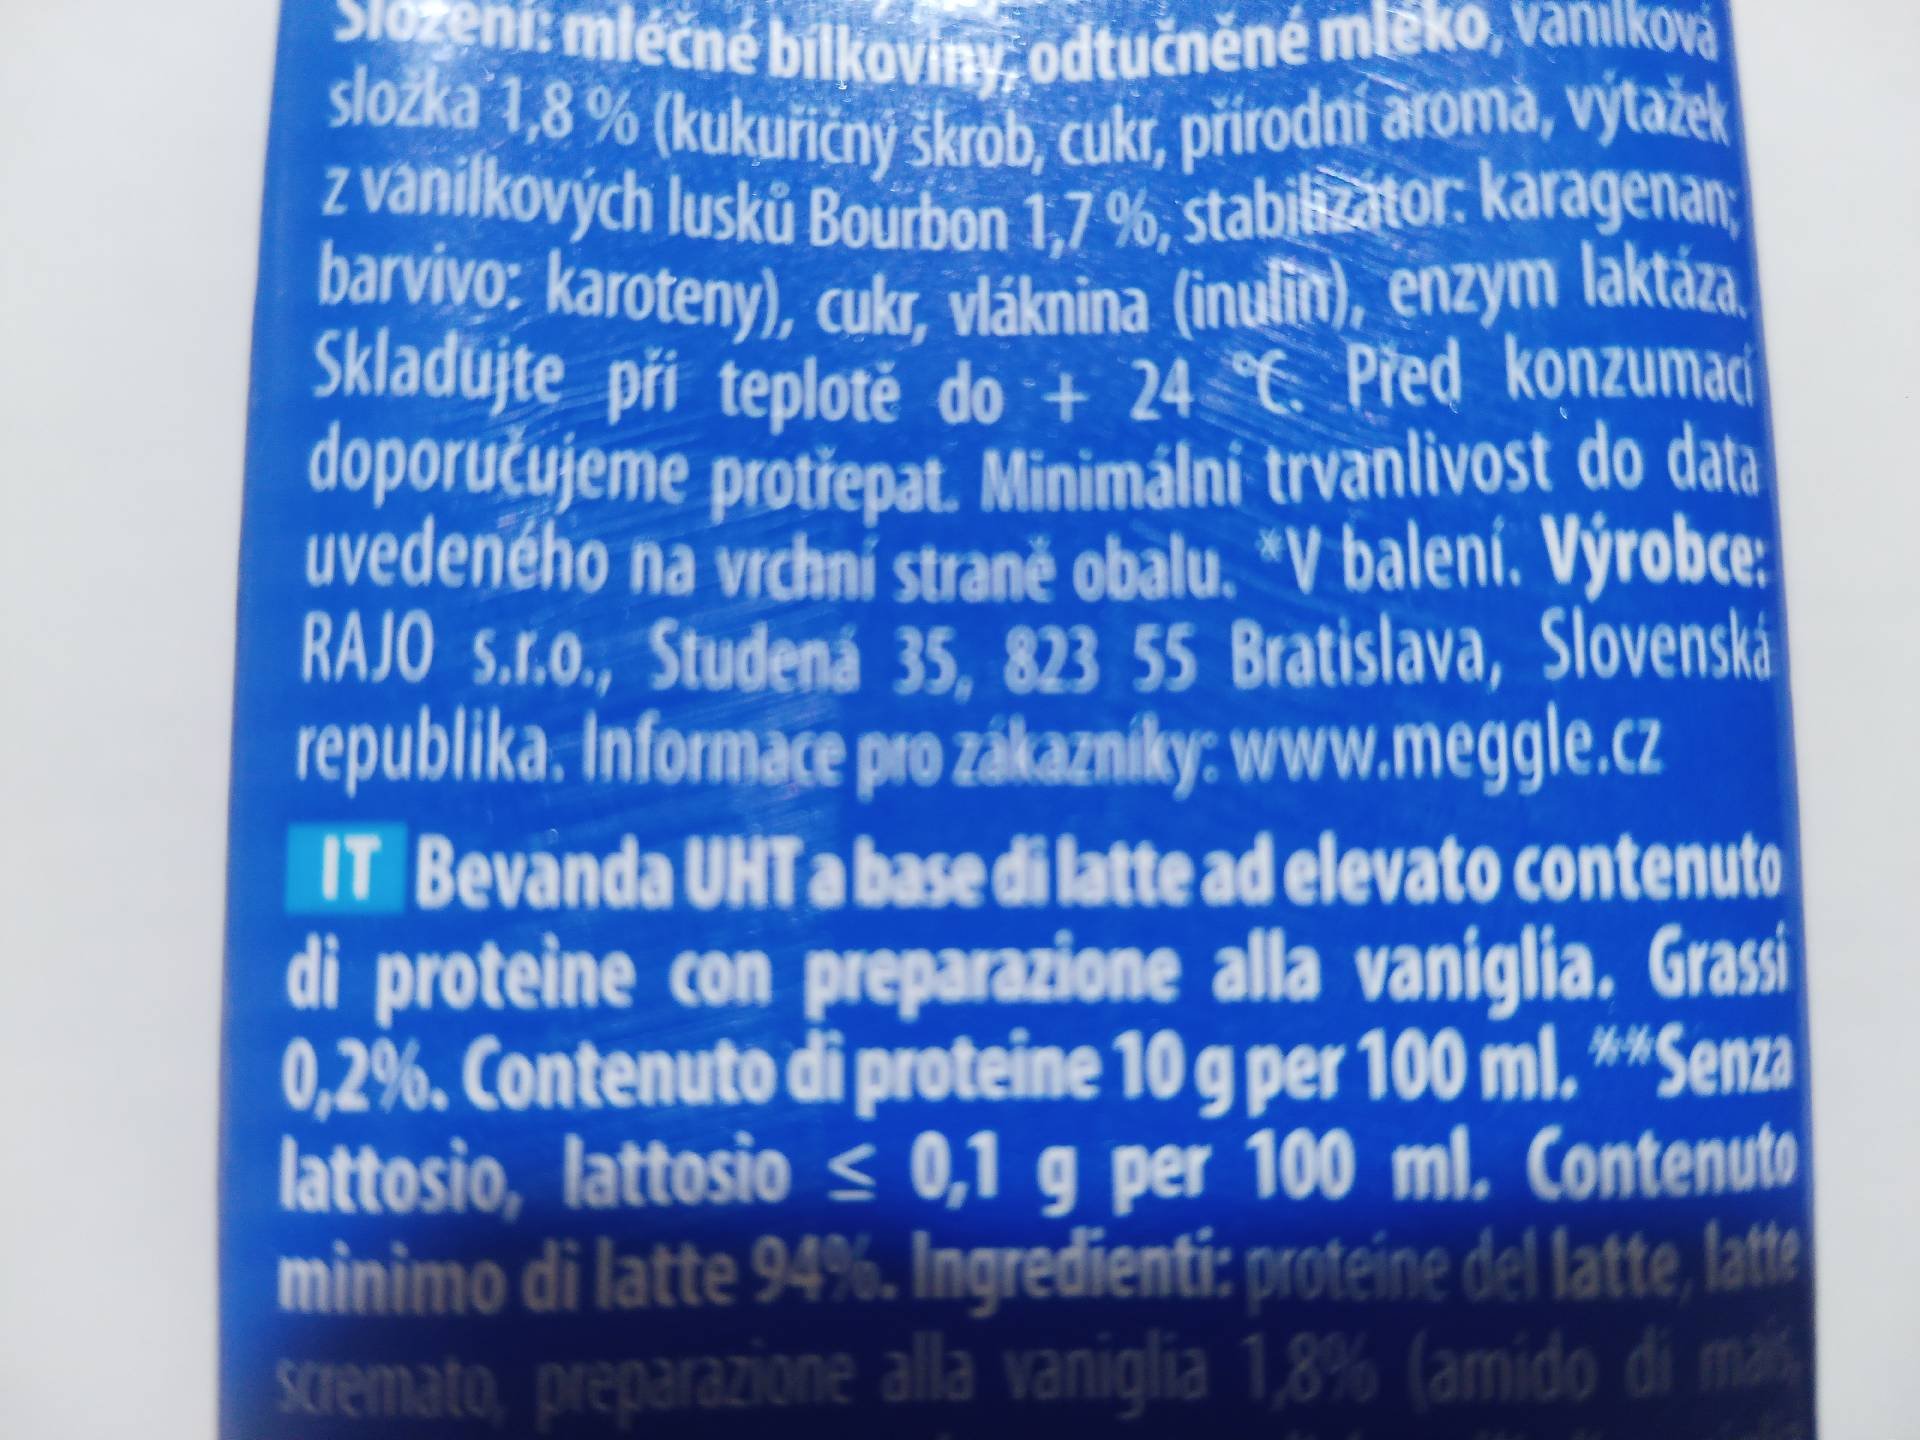 Složení: mléčné bílkoviny, odtučněné mléko, vanilková
složka 1,8 % (kukuřičný škrob, cukr, přírodní aroma, výtažek
z vanilkových lusků Bourbon 1,7 %, stabilizátor: karagenan;
barvivo: karoteny), cukr, vláknina (inulin), enzym laktáza.
Skladujte při teplotě do + 24 °C. Před konzumací
doporučujeme protřepat. Minimální trvanlivost do data
uvedeného na vrchní straně obalu. *V balení. Výrobce:
RAJO s.r.o., Studená 35, 823 55 Bratislava, Slovenská
republika. Informace pro zákazníky: www.meggle.cz
IT Bevanda UHT a base di latte ad elevato contenuto
di proteine con preparazione alla vaniglia. Grassi
0,2%. Contenuto di proteine 10 g per 100 ml. **Senza
lattosio, lattosio ≤ 0,1 g per 100 ml. Contenuto
minimo di latte 94%. Ingredienti: proteine del latte, latte
scremato, preparazione alla vaniglia 1,8% (amido di mais,